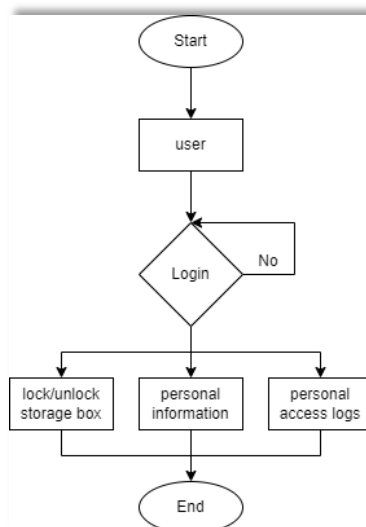 Start
user
Login
No
lock/unlock
storage box
personal
information
personal
access logs
End